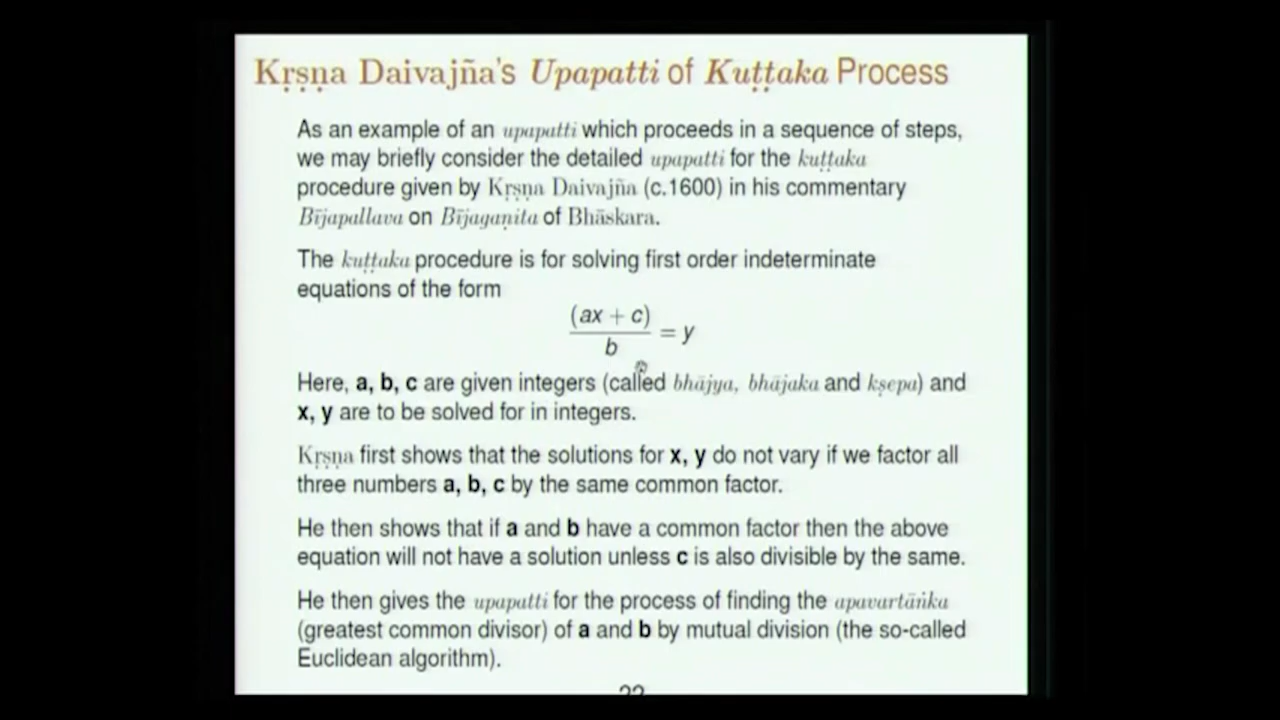 Kṛṣṇa Daivajña's Upapatti of Kuṭṭaka Process
As an example of an upapatti which proceeds in a sequence of steps,
we may briefly consider the detailed upapatti for the kuṭṭaka
procedure given by Kṛṣṇa Daivajña (c.1600) in his commentary
Bījapallava on Bījagaṇita of Bhāskara.
The kuṭṭaka procedure is for solving first order indeterminate
equations of the form
(ax + c)
= y
b
Here, a, b, c are given integers (called bhājya, bhājaka and kṣepa) and
x, y are to be solved for in integers.
Kṛṣṇa first shows that the solutions for x, y do not vary if we factor all
three numbers a, b, c by the same common factor.
He then shows that if a and b have a common factor then the above
equation will not have a solution unless c is also divisible by the same.
He then gives the upapatti for the process of finding the apavartāṅka
(greatest common divisor) of a and b by mutual division (the so-called
Euclidean algorithm).